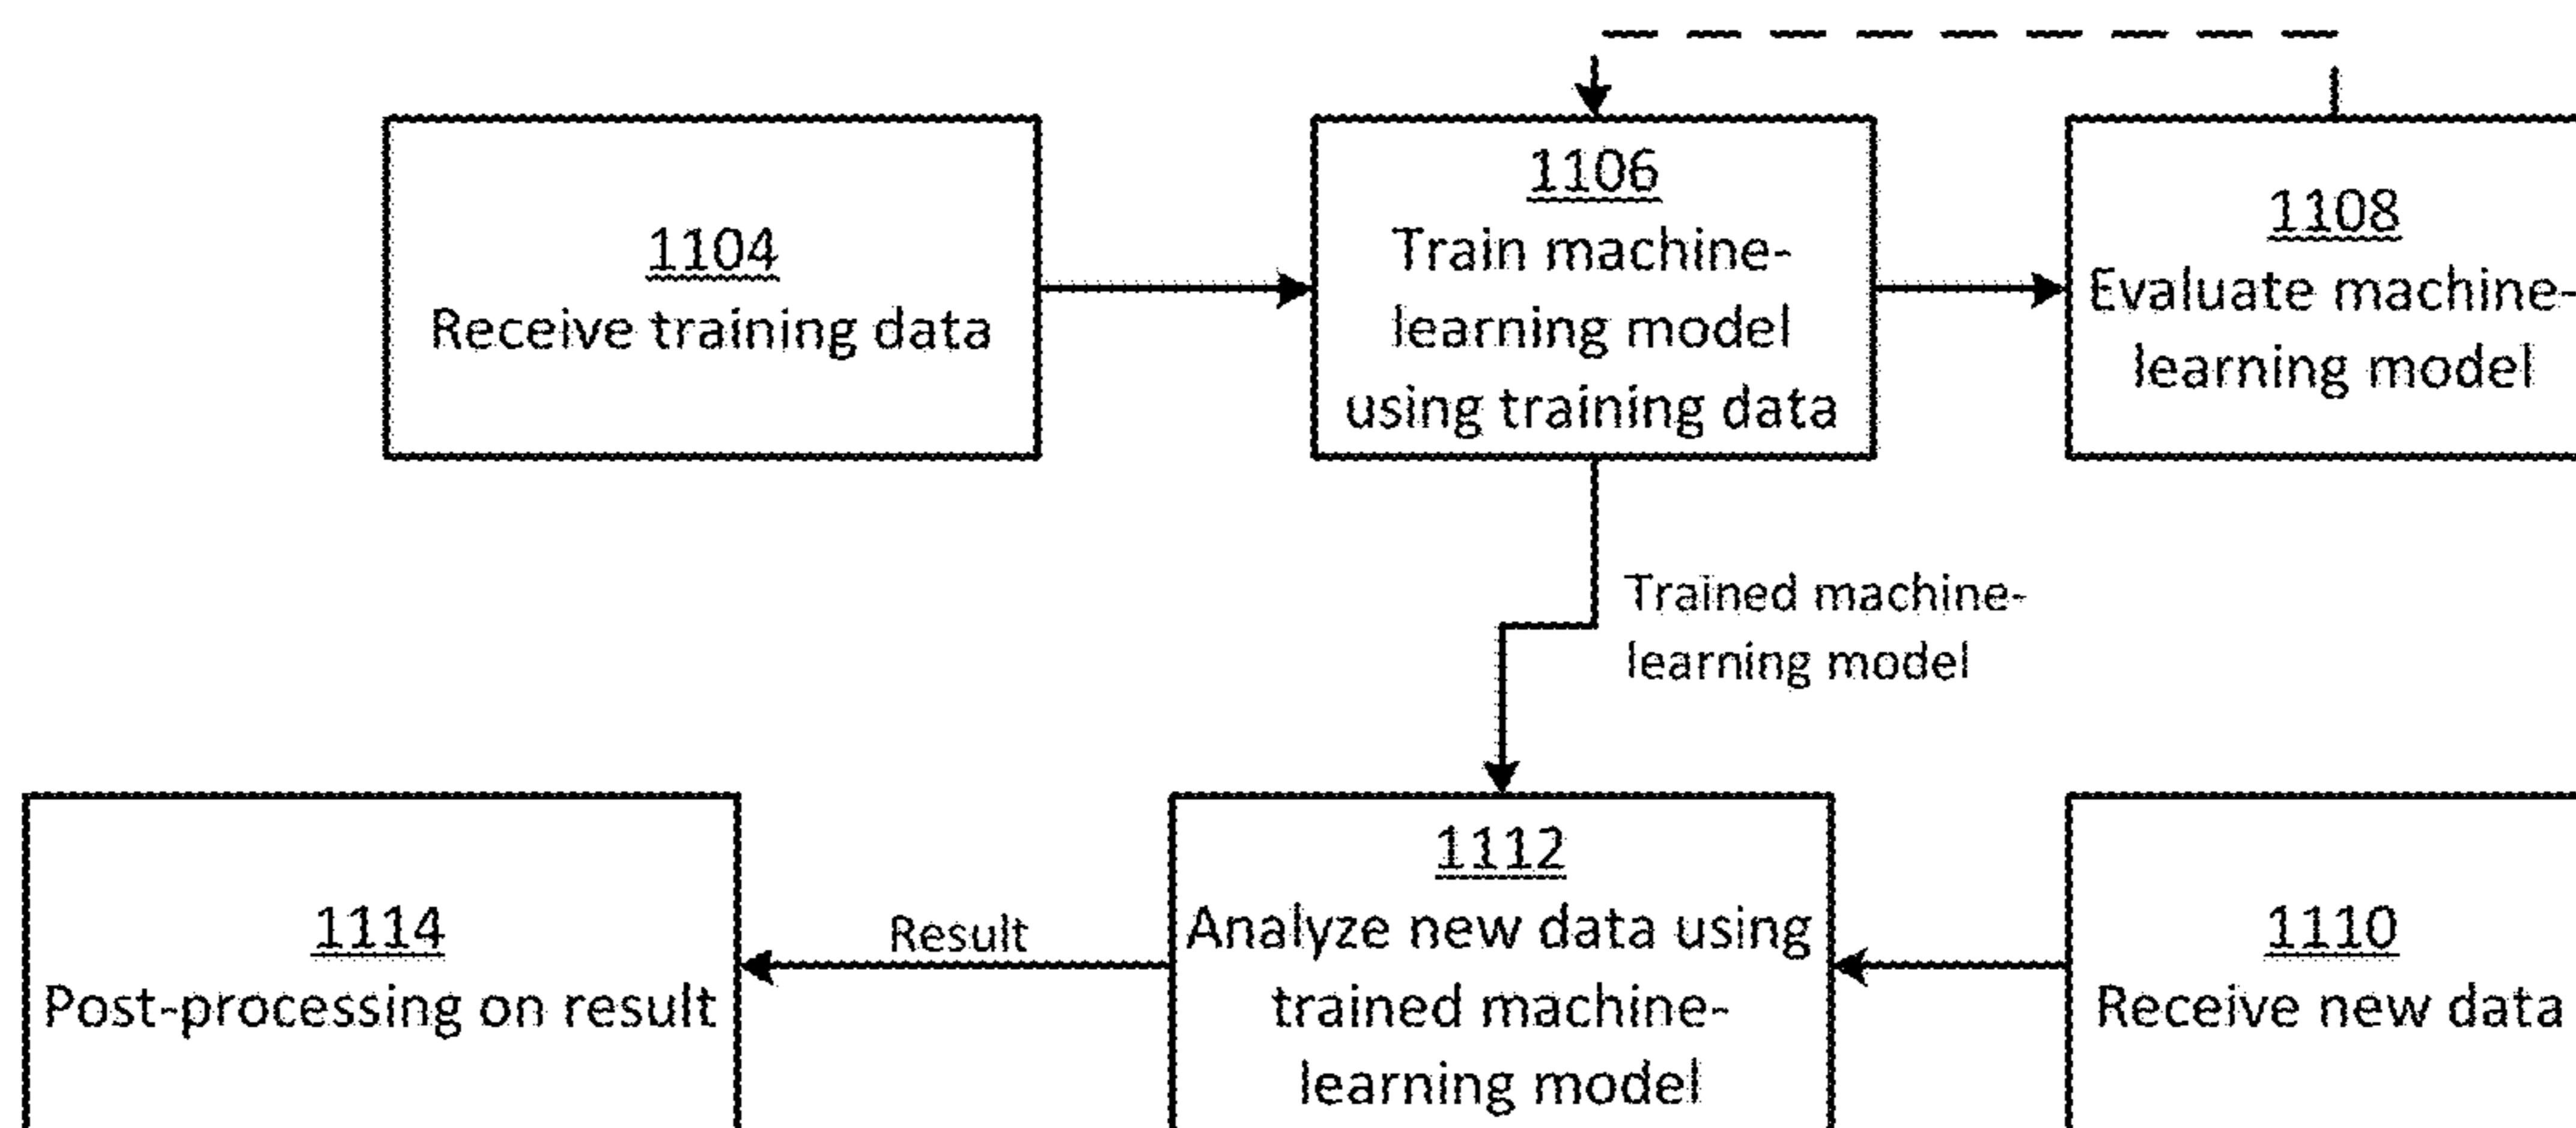 1104
Receive training data
1106
Train machine-
learning model
using training data
1108
Evaluate machine-
learning model
Trained machine-
learning model
1114
Post-processing on result
Result
1112
Analyze new data using
trained machine-
learning model
1110
Receive new data